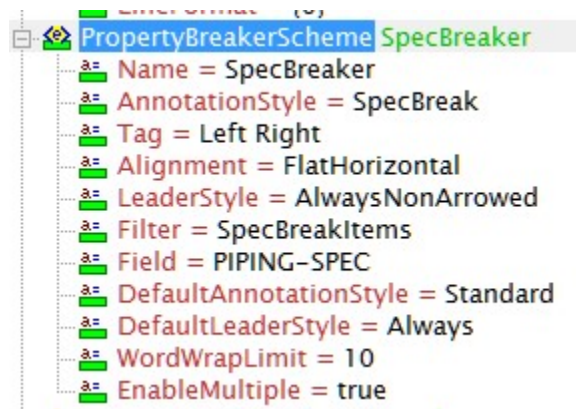 PropertyBreakerScheme SpecBreaker
a= Name = SpecBreaker
a= AnnotationStyle = SpecBreak
a= Tag = Left Right
a= Alignment = FlatHorizontal
a= LeaderStyle = AlwaysNonArrowed
a= Filter = SpecBreakItems
a= Field = PIPING-SPEC
a= DefaultAnnotationStyle = Standard
a= DefaultLeaderStyle = Always
a= WordWrapLimit = 10
a= EnableMultiple = true